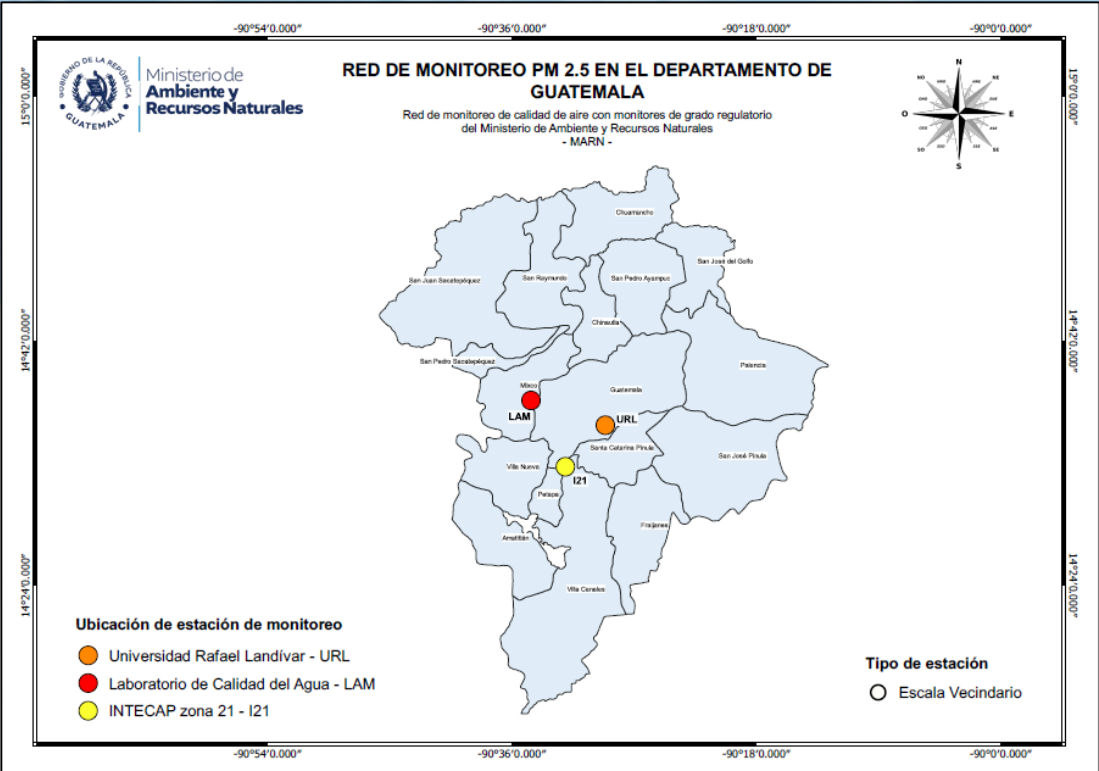 -90°54'0.000"
-90°36'0.000"
-90°18'0.000"
-90°0'0.000"
15°0'0.000"
15°0'0.000"
GOBIERNO DE LA REPÚBLICA
GUATEMALA
Ministerio de
Ambiente y
Recursos Naturales
RED DE MONITOREO PM 2.5 EN EL DEPARTAMENTO DE
GUATEMALA
Red de monitoreo de calidad de aire con monitores de grado regulatorio
del Ministerio de Ambiente y Recursos Naturales
- MARN -
N
NO
NE
O
E
SO
SE
S
Chuarrancho
San José del Golfo
San Juan Sacatepéquez
San Raymundo
San Pedro Ayampuc
Chinautla
14°42'0.000"
14°42'0.000"
San Pedro Sacatepéquez
Palencia
Mixco
Guatemala
LAM
URL
Santa Catarina Pinula
San José Pinula
Villa Nueva
I21
Petapa
Fraijanes
Amatitlán
14°24'0.000"
14°24'0.000"
Villa Canales
Ubicación de estación de monitoreo
Universidad Rafael Landívar - URL
Laboratorio de Calidad del Agua - LAM
INTECAP zona 21 - I21
Tipo de estación
Escala Vecindario
-90°54'0.000"
-90°36'0.000"
-90°18'0.000"
-90°0'0.000"